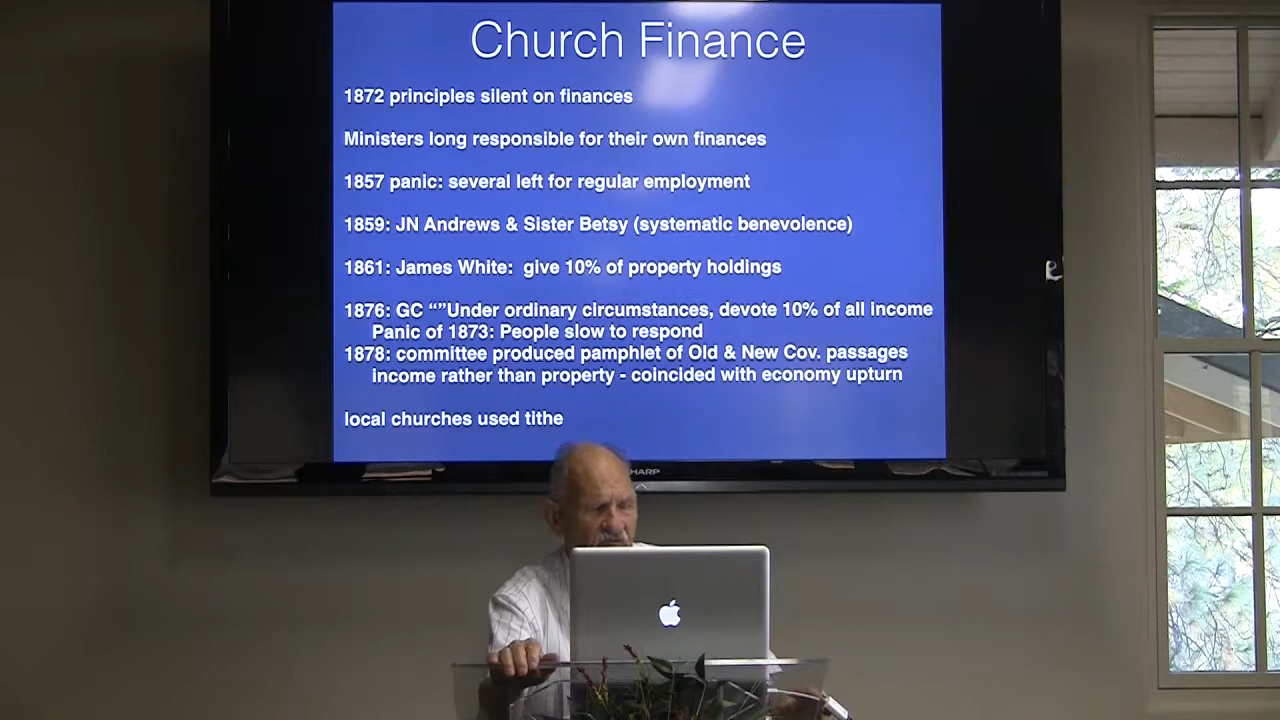 Church Finance
1872 principles silent on finances
Ministers long responsible for their own finances
1857 panic: several left for regular employment
1859: JN Andrews & Sister Betsy (systematic benevolence)
1861: James White:  give 10% of property holdings
1876: GC “”Under ordinary circumstances, devote 10% of all income
Panic of 1873: People slow to respond
1878: committee produced pamphlet of Old & New Cov. passages
income rather than property - coincided with economy upturn
local churches used tithe
HARP